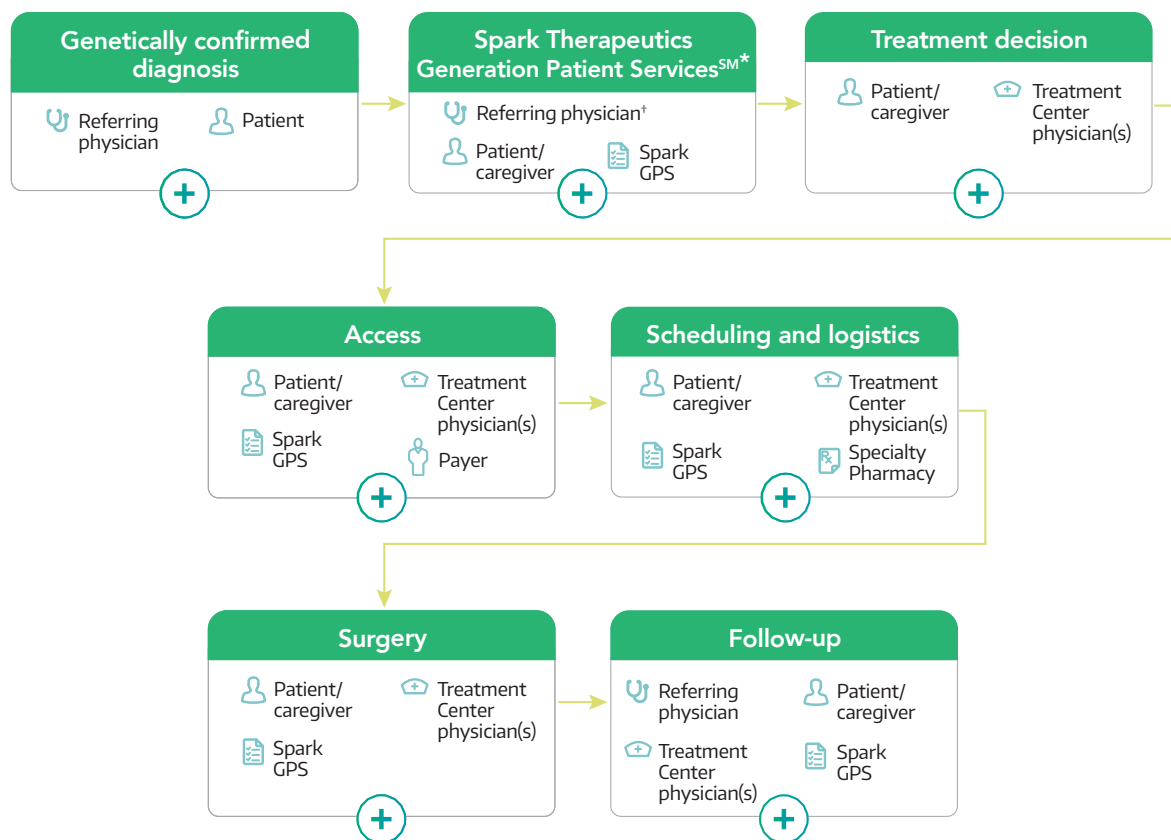 Genetically confirmed
diagnosis
Referring
physician
Patient
Spark Therapeutics
Generation Patient Services℠*
Referring physician†
Patient/
caregiver
Spark
GPS
Treatment decision
Patient/
caregiver
Treatment
Center
physician(s)
Access
Patient/
caregiver
Treatment
Center
physician(s)
Spark
GPS
Payer
Scheduling and logistics
Patient/
caregiver
Treatment
Center
physician(s)
Spark
GPS
Rx
Specialty
Pharmacy
Surgery
Patient/
caregiver
Treatment
Center
physician(s)
Spark
GPS
Follow-up
Referring
physician
Patient/
caregiver
Treatment
Center
physician(s)
Spark
GPS